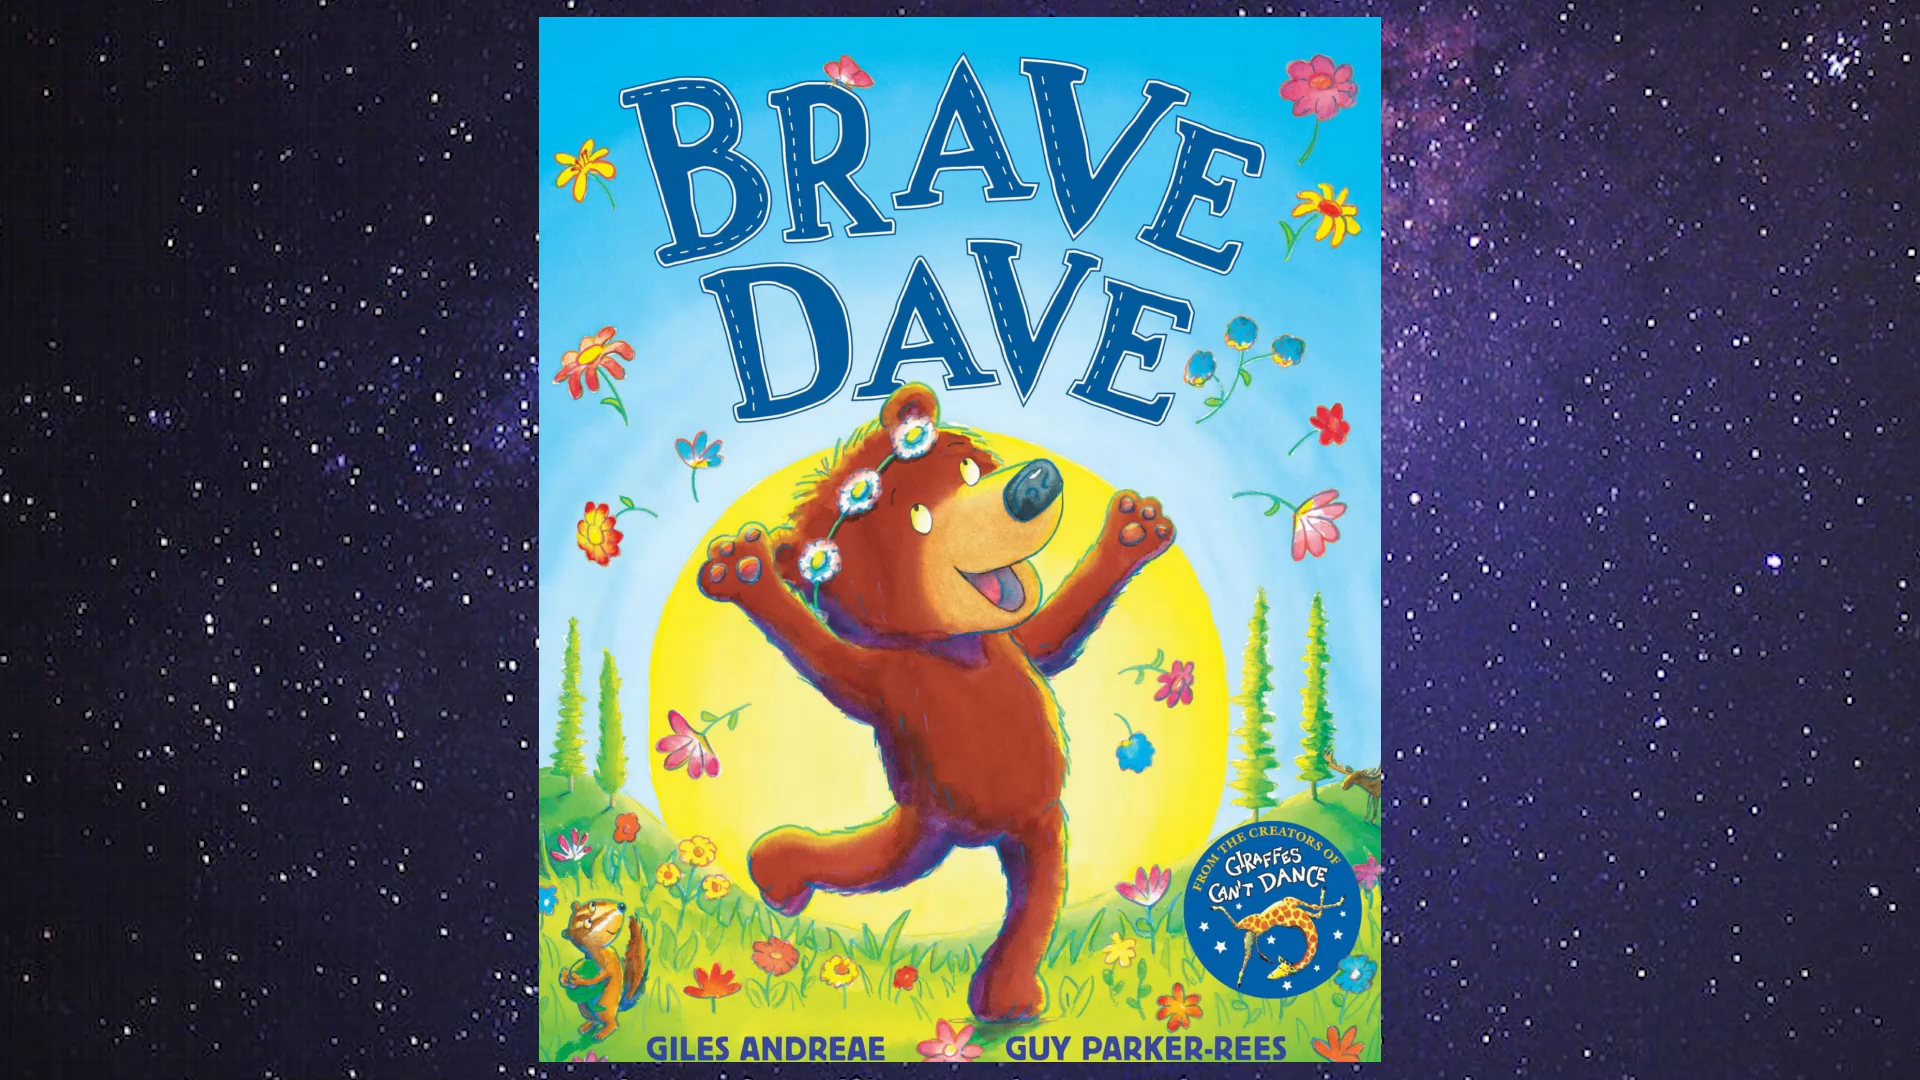 BRAVE
DAVE
FROM THE CREATORS OF
GIRAFFES
CAN'T DANCE
GILES ANDREAE
GUY PARKER-REES